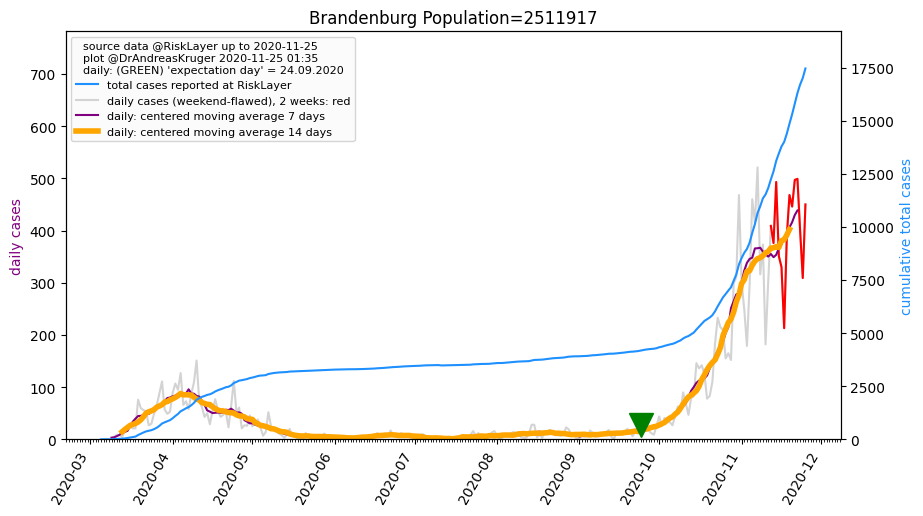 Brandenburg Population=2511917
source data @RiskLayer up to 2020-11-25
plot @DrAndreasKruger 2020-11-25 01:35
daily: (GREEN) 'expectation day' = 24.09.2020
total cases reported at RiskLayer
daily cases (weekend-flawed), 2 weeks: red
daily: centered moving average 7 days
daily: centered moving average 14 days
daily cases
700
600
500
400
300
200
100
0
17500
15000
12500
10000
7500
5000
2500
0
cumulative total cases
2020-03
2020-04
2020-05
2020-06
2020-07
2020-08
2020-09
2020-10
2020-11
2020-12